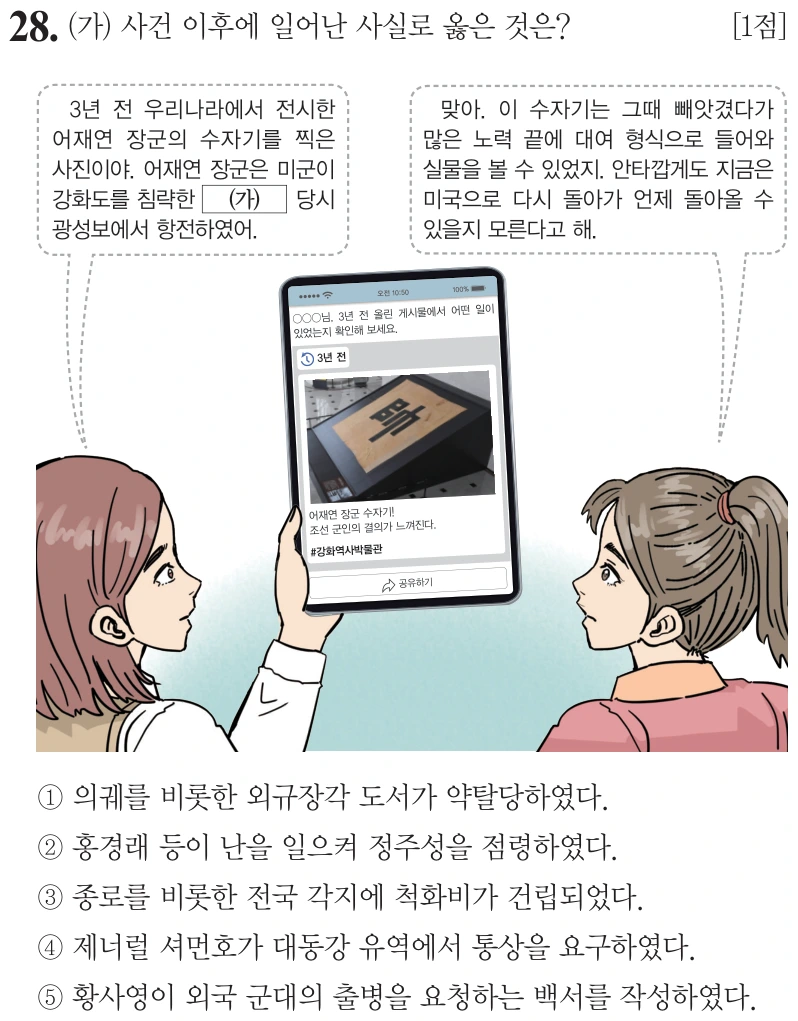 28. (가) 사건 이후에 일어난 사실로 옳은 것은? [1점]
3년 전 우리나라에서 전시한
어재연 장군의 수자기를 찍은
사진이야. 어재연 장군은 미군이
강화도를 침략한 (가) 당시
광성보에서 항전하였어.
맞아. 이 수자기는 그때 빼앗겼다가
많은 노력 끝에 대여 형식으로 들어와
실물을 볼 수 있었지. 안타깝게도 지금은
미국으로 다시 돌아가 언제 돌아올 수
있을지 모른다고 해.
오전 10:50
100%
○○○님, 3년 전 올린 게시물에서 어떤 일이
있었는지 확인해 보세요.
3년 전
帥
어재연 장군 수자기!
조선 군인의 결의가 느껴진다.
#강화역사박물관
공유하기
① 의궤를 비롯한 외규장각 도서가 약탈당하였다.
② 홍경래 등이 난을 일으켜 정주성을 점령하였다.
③ 종로를 비롯한 전국 각지에 척화비가 건립되었다.
④ 제너럴 셔먼호가 대동강 유역에서 통상을 요구하였다.
⑤ 황사영이 외국 군대의 출병을 요청하는 백서를 작성하였다.